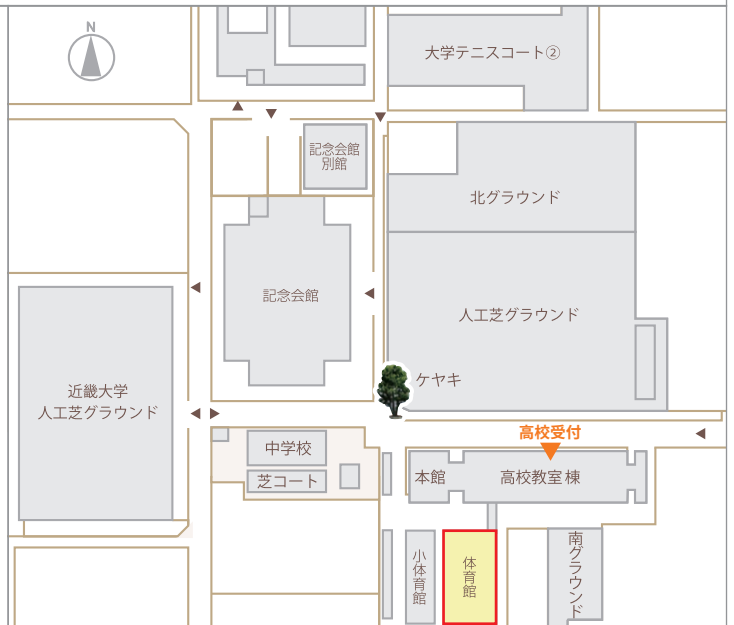 N
大学テニスコート②
記念会館
別館
北グラウンド
記念会館
人工芝グラウンド
ケヤキ
近畿大学
人工芝グラウンド
高校受付
中学校
芝コート
本館
高校教室棟
小体育館
体育館
南グラウンド